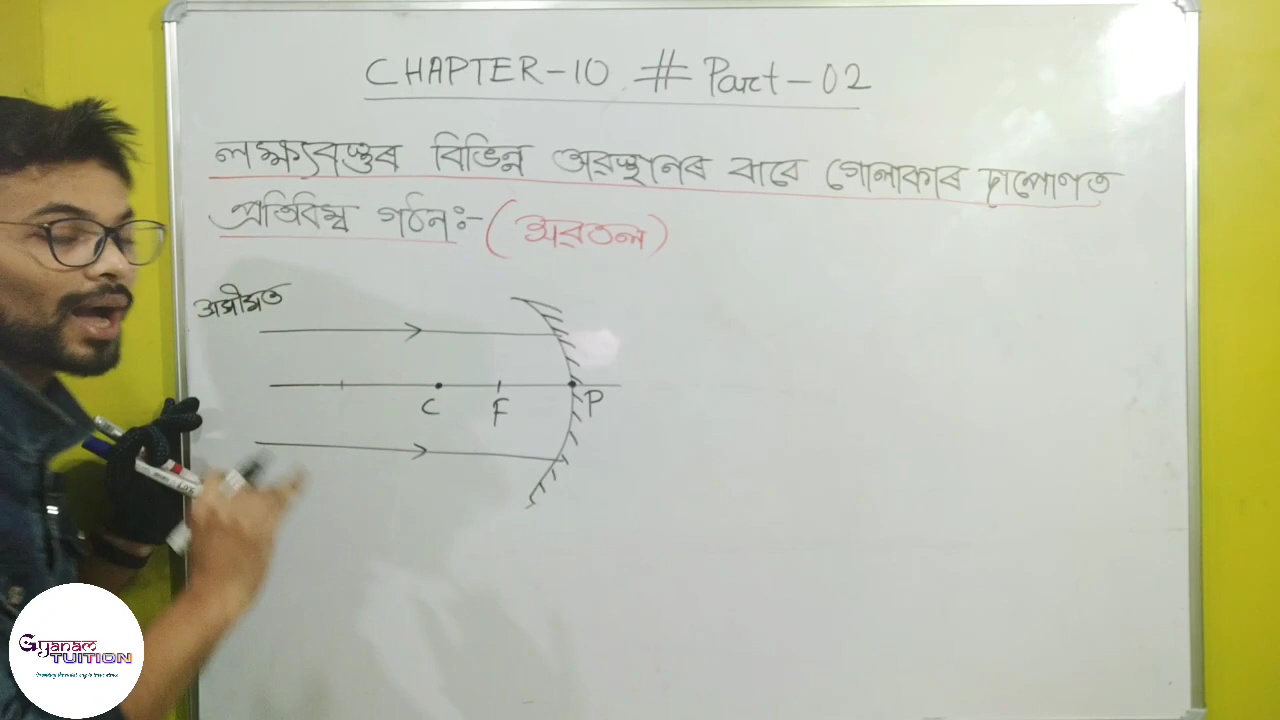 CHAPTER-10 # Part-02
লক্ষ্যবস্তুৰ বিভিন্ন অৱস্থানৰ বাবে গোলাকাৰ দাপোণত
প্ৰতিবিম্ব গঠনঃ- (অৱতল)
অসীমত
C F P
Gyanam
TUITION